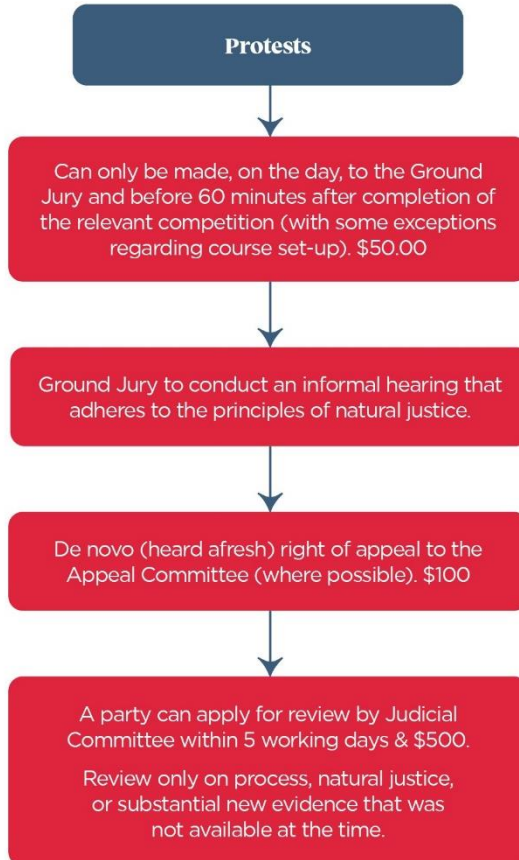 Protests
Can only be made, on the day, to the Ground
Jury and before 60 minutes after completion of
the relevant competition (with some exceptions
regarding course set-up). $50.00
Ground Jury to conduct an informal hearing that
adheres to the principles of natural justice.
De novo (heard afresh) right of appeal to the
Appeal Committee (where possible). $100
A party can apply for review by Judicial
Committee within 5 working days & $500.
Review only on process, natural justice,
or substantial new evidence that was
not available at the time.